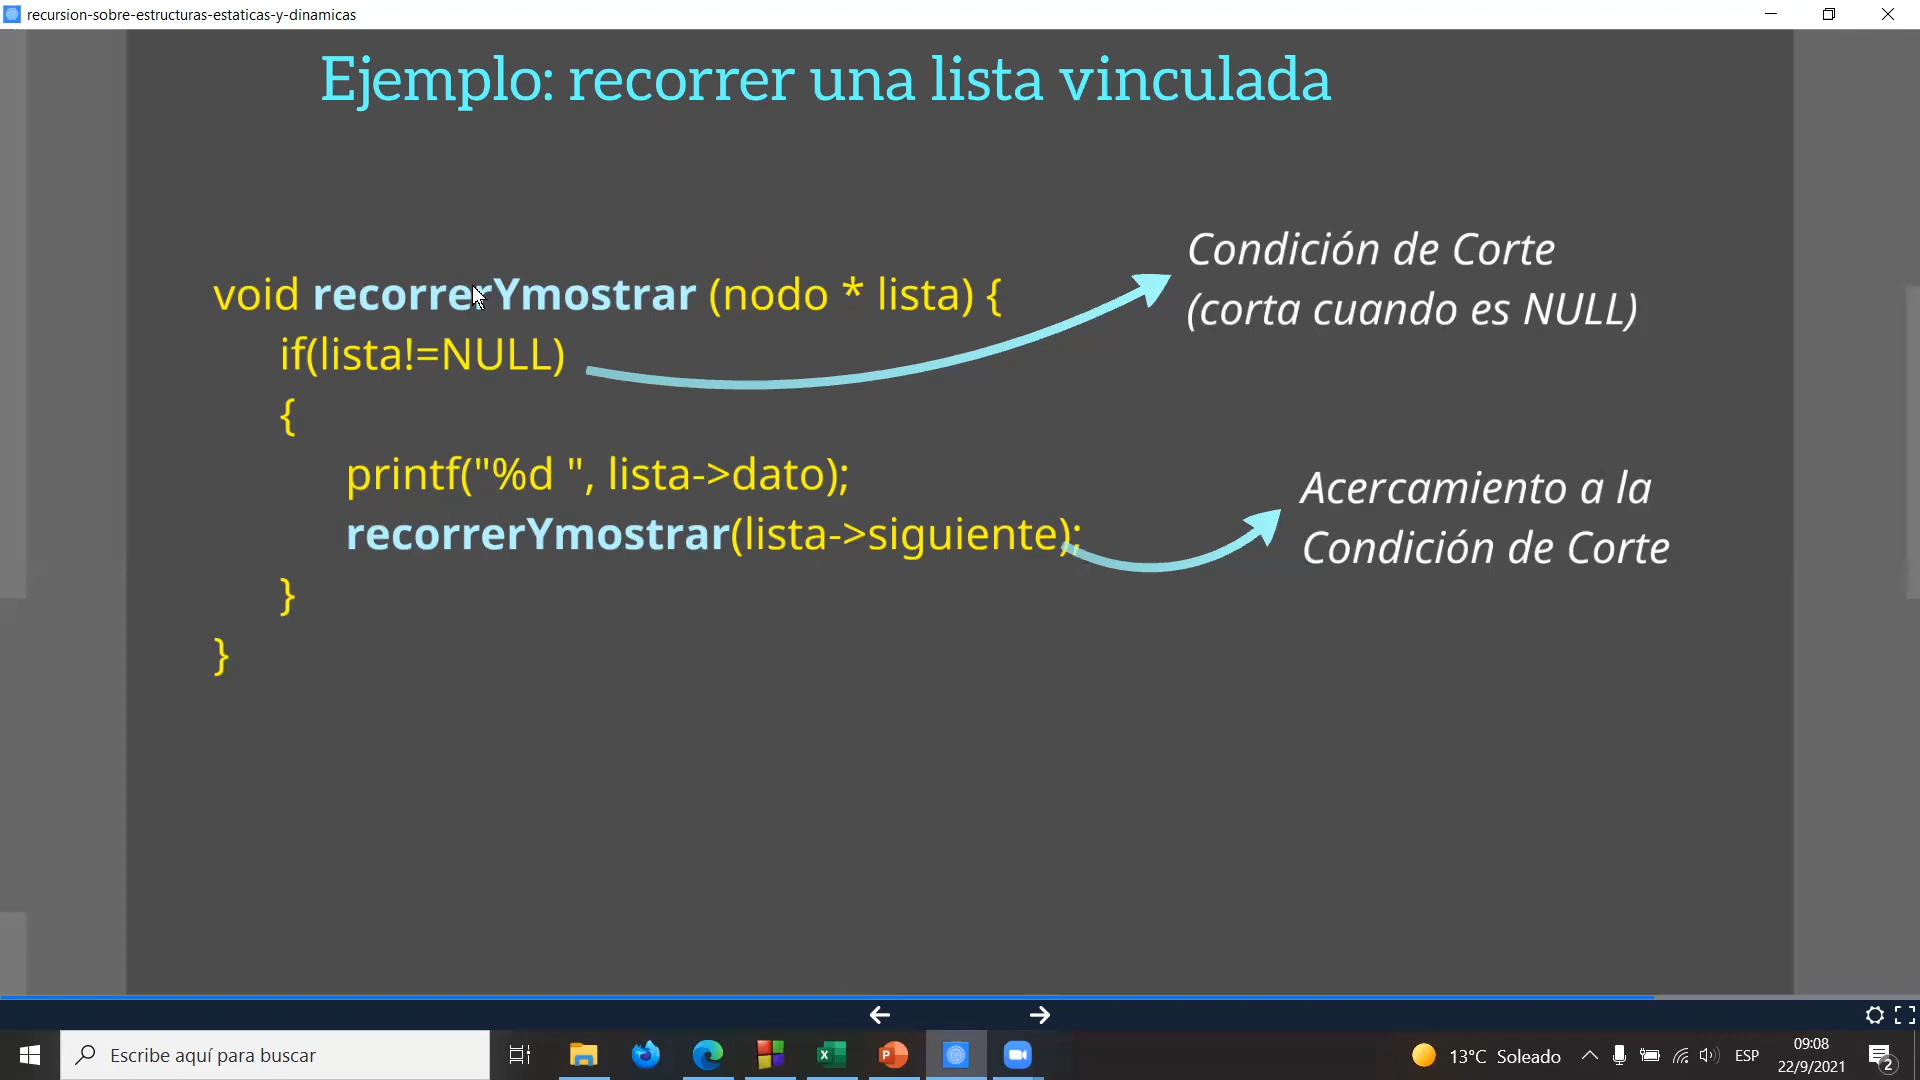 recursion-sobre-estructuras-estaticas-y-dinamicas
Ejemplo: recorrer una lista vinculada
void recorrerYmostrar (nodo * lista) {
if(lista!=NULL)
{
printf("%d ", lista->dato);
recorrerYmostrar(lista->siguiente);
}
}
Condición de Corte
(corta cuando es NULL)
Acercamiento a la
Condición de Corte
Escribe aquí para buscar
13°C Soleado
ESP
09:08
22/9/2021
2